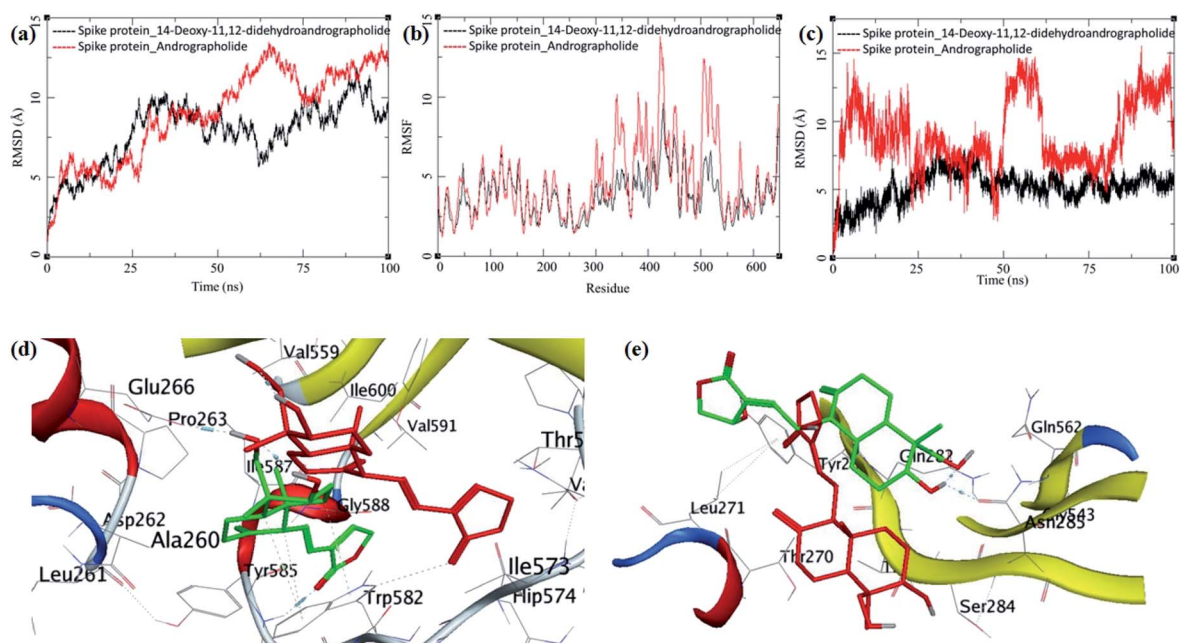 (a)
Spike protein_14-Deoxy-11,12-didehydroandrographolide
Spike protein_Andrographolide
15
10
5
0
RMSD (Å)
0 25 50 75 100
Time (ns)
(b)
Spike protein_14-Deoxy-11,12-didehydroandrographolide
Spike protein_Andrographolide
15
10
5
0
RMSF
0 100 200 300 400 500 600
Residue
(c)
Spike protein_14-Deoxy-11,12-didehydroandrographolide
Spike protein_Andrographolide
15
10
5
0
RMSD (Å)
0 25 50 75 100
Time (ns)
(d)
Val559
Glu266
Ile600
Pro263
Val591
Ile587
Gly588
Asp262
Ala260
Leu261
Tyr585
Ile573
Trp582
Hip574
(e)
Gln562
Gln282
Leu271
Asn285
Thr270
Ser284